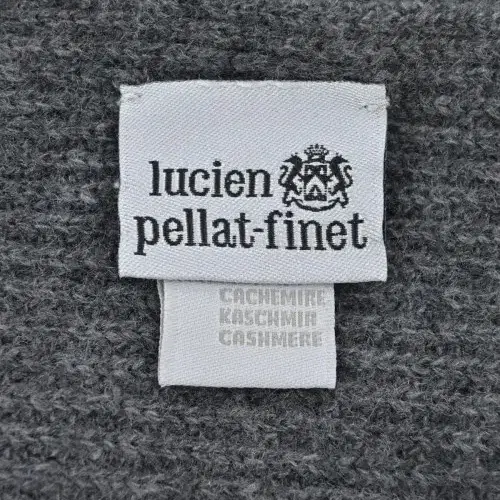 lucien
pellat-finet
CACHEMIRE
KASCHMIR
CASHMERE